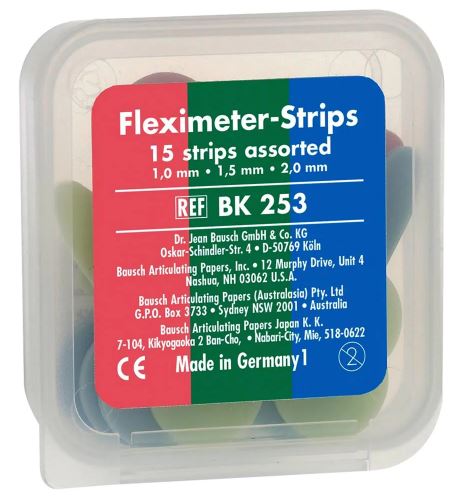 Fleximeter-Strips
15 strips assorted
1,0 mm • 1,5 mm • 2,0 mm
REF BK 253
Dr. Jean Bausch GmbH & Co. KG
Oskar-Schindler-Str. 4 • D-50769 Köln
Bausch Articulating Papers, Inc. • 12 Murphy Drive, Unit 4
Nashua, NH 03062 U.S.A.
Bausch Articulating Papers (Australasia) Pty. Ltd
G.P.O. Box 3733 • Sydney NSW 2001 • Australia
Bausch Articulating Papers Japan K. K.
7-104, Kikyogaoka 2 Ban-Cho, • Nabari-City, Mie, 518-0622
CE Made in Germany1 2